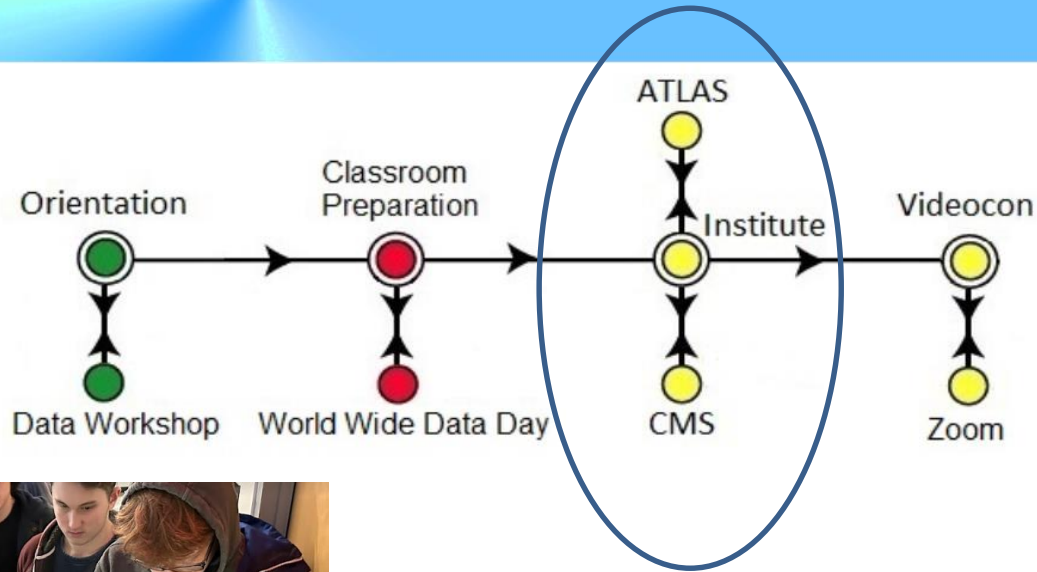 ATLAS
Classroom
Preparation
Orientation
Institute
Videocon
Data Workshop
World Wide Data Day
CMS
Zoom